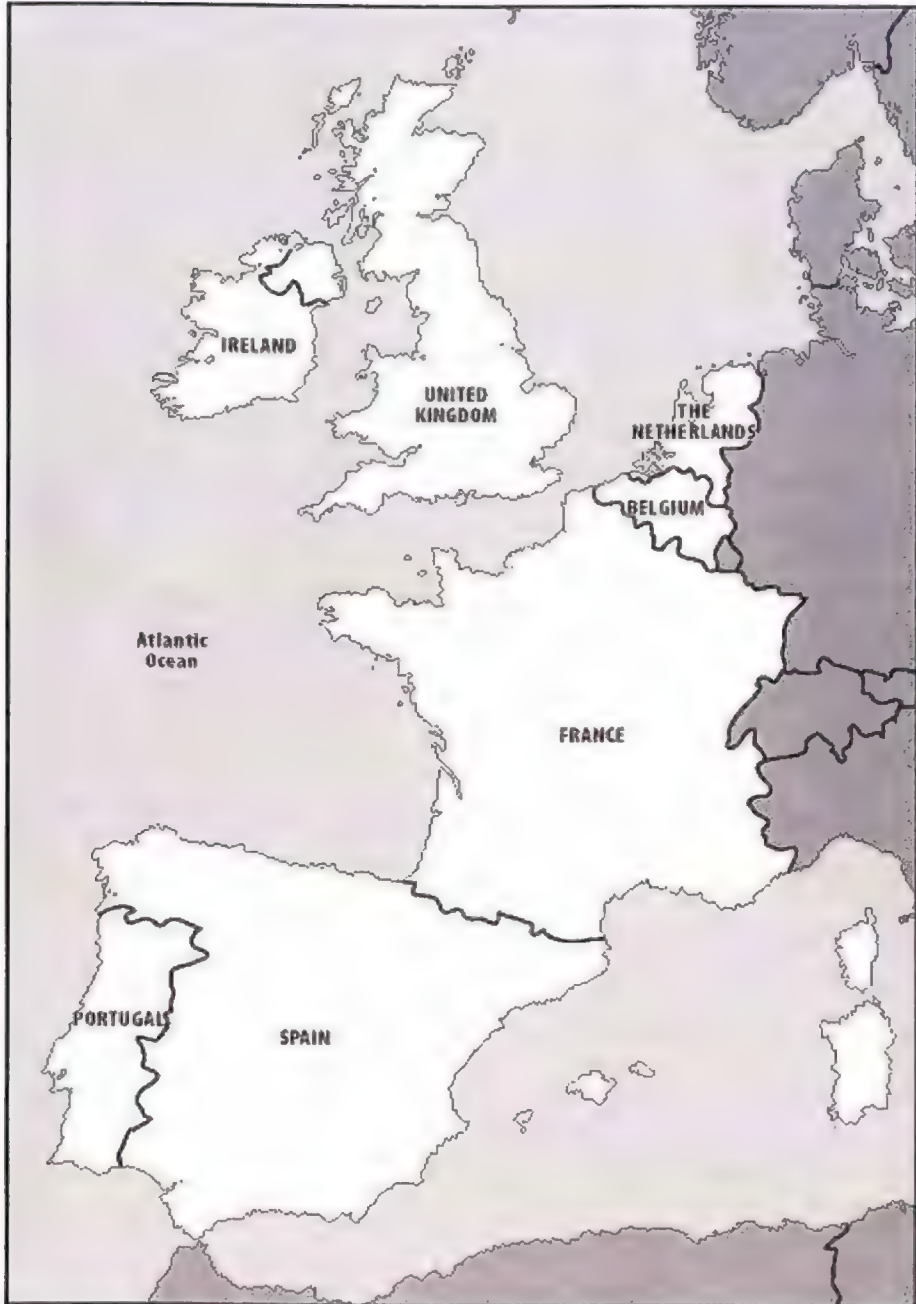 IRELAND
UNITED
KINGDOM
THE
NETHERLANDS
BELGIUM
Atlantic
Ocean
FRANCE
PORTUGAL
SPAIN